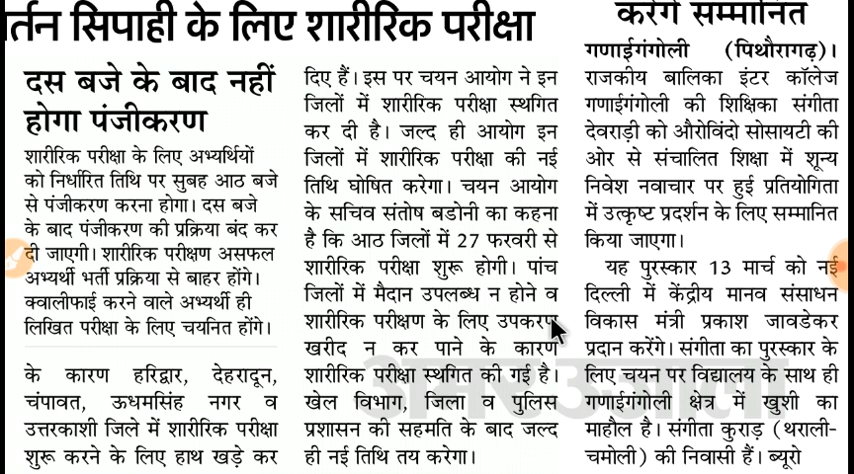 र्तन सिपाही के लिए शारीरिक परीक्षा
दस बजे के बाद नहीं
होगा पंजीकरण
शारीरिक परीक्षा के लिए अभ्यर्थियों
को निर्धारित तिथि पर सुबह आठ बजे
से पंजीकरण करना होगा। दस बजे
के बाद पंजीकरण की प्रक्रिया बंद कर
दी जाएगी। शारीरिक परीक्षण असफल
अभ्यर्थी भर्ती प्रक्रिया से बाहर होंगे।
क्वालीफाई करने वाले अभ्यर्थी ही
लिखित परीक्षा के लिए चयनित होंगे।
के कारण हरिद्वार, देहरादून,
चंपावत, ऊधमसिंह नगर व
उत्तरकाशी जिले में शारीरिक परीक्षा
शुरू करने के लिए हाथ खड़े कर
दिए हैं। इस पर चयन आयोग ने इन
जिलों में शारीरिक परीक्षा स्थगित
कर दी है। जल्द ही आयोग इन
जिलों में शारीरिक परीक्षा की नई
तिथि घोषित करेगा। चयन आयोग
के सचिव संतोष बडोनी का कहना
है कि आठ जिलों में 27 फरवरी से
शारीरिक परीक्षा शुरू होगी। पांच
जिलों में मैदान उपलब्ध न होने व
शारीरिक परीक्षण के लिए उपकरण
खरीद न कर पाने के कारण
शारीरिक परीक्षा स्थगित की गई है।
खेल विभाग, जिला व पुलिस
प्रशासन की सहमति के बाद जल्द
ही नई तिथि तय करेगा।
करेंगे सम्मानित
गणाईगंगोली (पिथौरागढ़)।
राजकीय बालिका इंटर कॉलेज
गणाईगंगोली की शिक्षिका संगीता
देवराड़ी को औरोविंदो सोसायटी की
ओर से संचालित शिक्षा में शून्य
निवेश नवाचार पर हुई प्रतियोगिता
में उत्कृष्ट प्रदर्शन के लिए सम्मानित
किया जाएगा।
यह पुरस्कार 13 मार्च को नई
दिल्ली में केंद्रीय मानव संसाधन
विकास मंत्री प्रकाश जावडेकर
प्रदान करेंगे। संगीता का पुरस्कार के
लिए चयन पर विद्यालय के साथ ही
गणाईगंगोली क्षेत्र में खुशी का
माहौल है। संगीता कुराड़ (थराली-
चमोली) की निवासी हैं। ब्यूरो
अमर उजाला